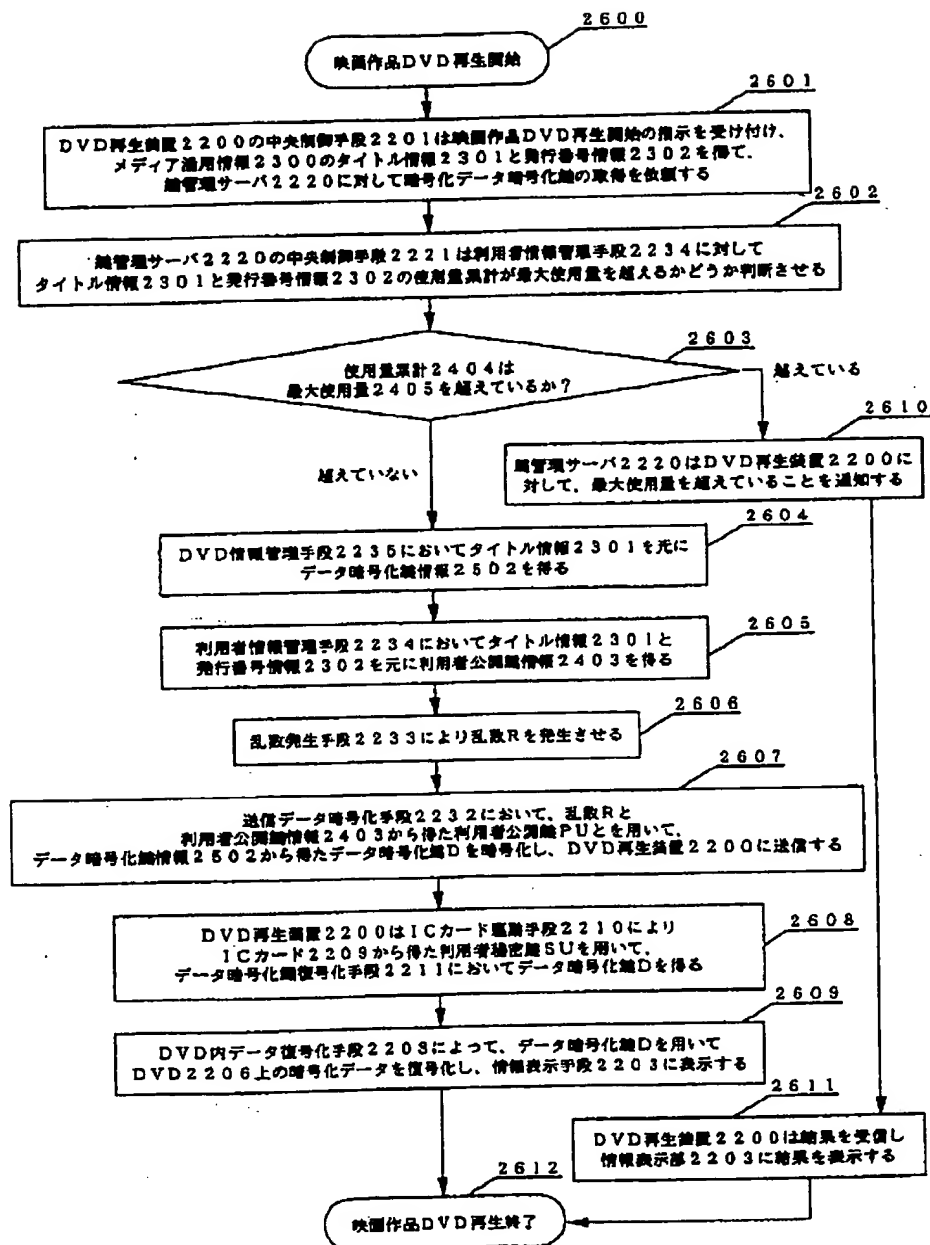 2600
映画作品DVD再生開始
2601
DVD再生装置2200の中央制御手段2201は映画作品DVD再生開始の指示を受け付け、
メディア運用情報2300のタイトル情報2301と発行番号情報2302を得て、
鍵管理サーバ2220に対して暗号化データ暗号化鍵の取得を依頼する
2602
鍵管理サーバ2220の中央制御手段2221は利用者情報管理手段2234に対して
タイトル情報2301と発行番号情報2302の使用量累計が最大使用量を越えるかどうか判断させる
2603
使用量累計2404は
最大使用量2405を越えているか?
越えている
2610
鍵管理サーバ2220はDVD再生装置2200に
対して、最大使用量を越えていることを通知する
越えていない
2604
DVD情報管理手段2235においてタイトル情報2301を元に
データ暗号化鍵情報2502を得る
2605
利用者情報管理手段2234においてタイトル情報2301と
発行番号情報2302を元に利用者公開鍵情報2403を得る
2606
乱数発生手段2233により乱数Rを発生させる
2607
送信データ暗号化手段2232において、乱数Rと
利用者公開鍵情報2403から得た利用者公開鍵PUとを用いて、
データ暗号化鍵情報2502から得たデータ暗号化鍵Dを暗号化し、DVD再生装置2200に送信する
2608
DVD再生装置2200はICカード駆動手段2210により
ICカード2209から得た利用者秘密鍵SUを用いて、
データ暗号化鍵復号化手段2211においてデータ暗号化鍵Dを得る
2609
DVD内データ復号化手段2208によって、データ暗号化鍵Dを用いて
DVD2206上の暗号化データを復号化し、情報表示手段2203に表示する
2611
DVD再生装置2200は結果を受信し
情報表示部2203に結果を表示する
2612
映画作品DVD再生終了